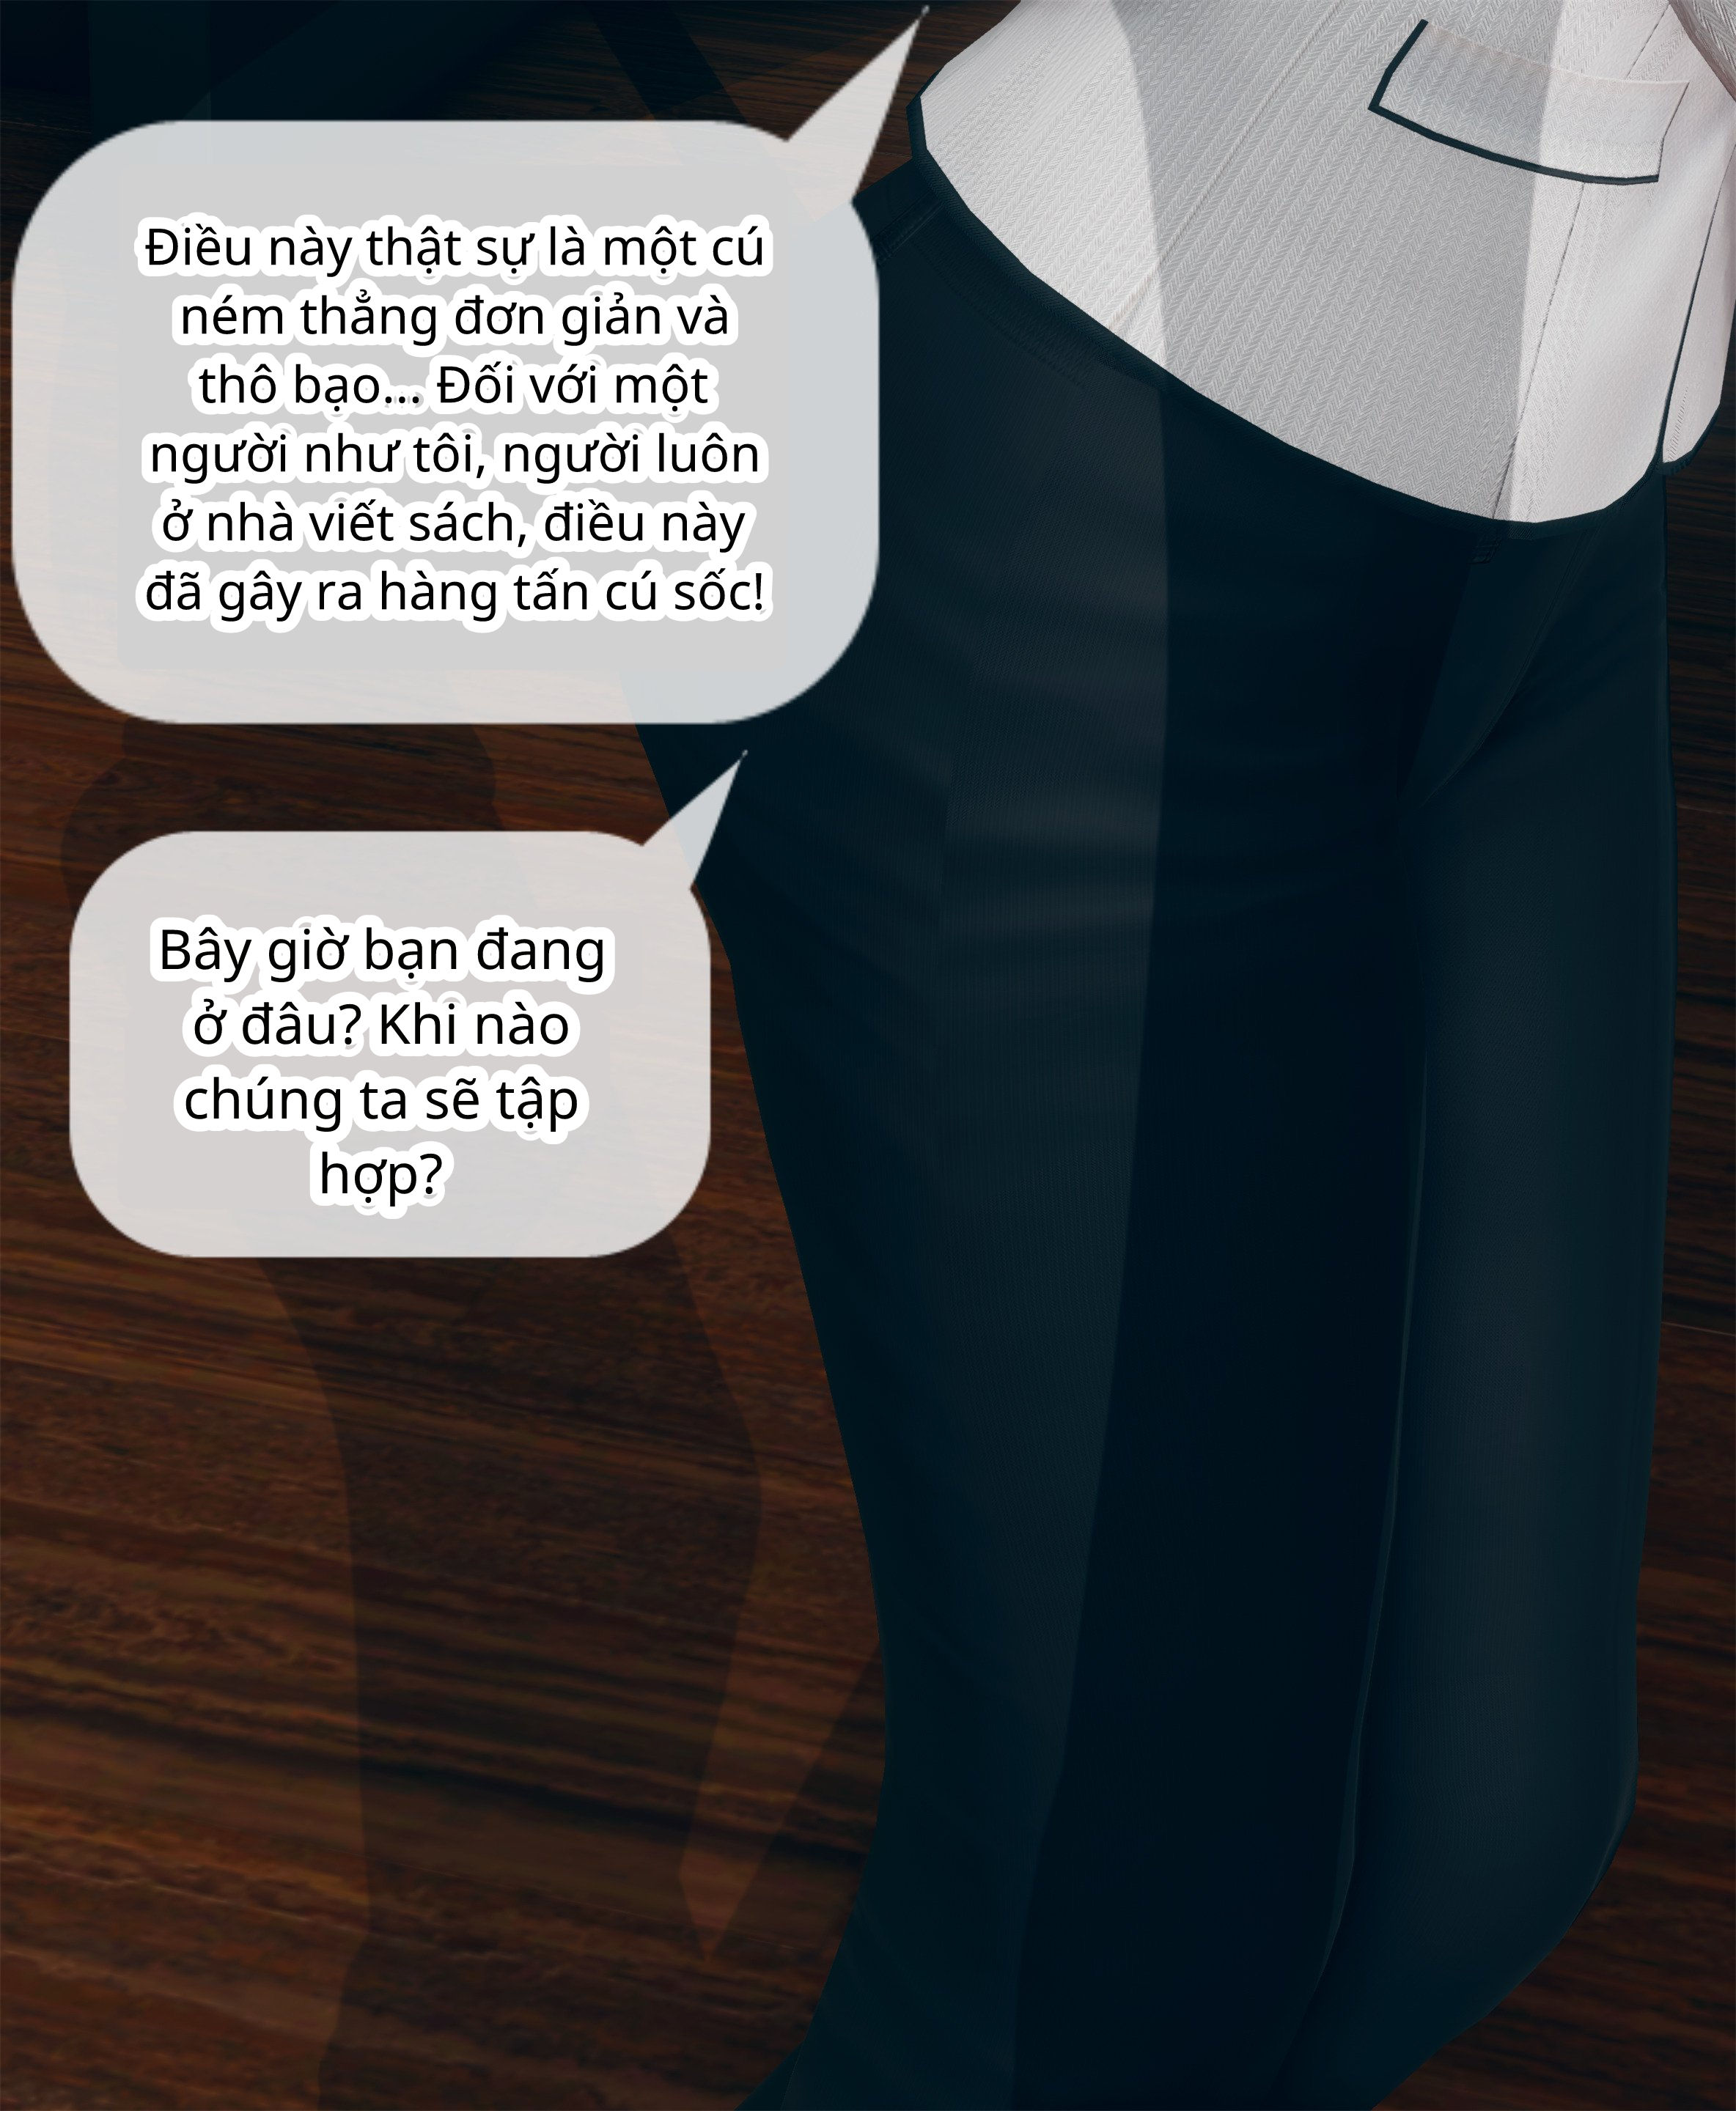 Điều này thật sự là một cú
ném thẳng đơn giản và
thô bạo... Đối với một
người như tôi, người luôn
ở nhà viết sách, điều này
đã gây ra hàng tấn cú sốc!
Bây giờ bạn đang
ở đâu? Khi nào
chúng ta sẽ tập
hợp?